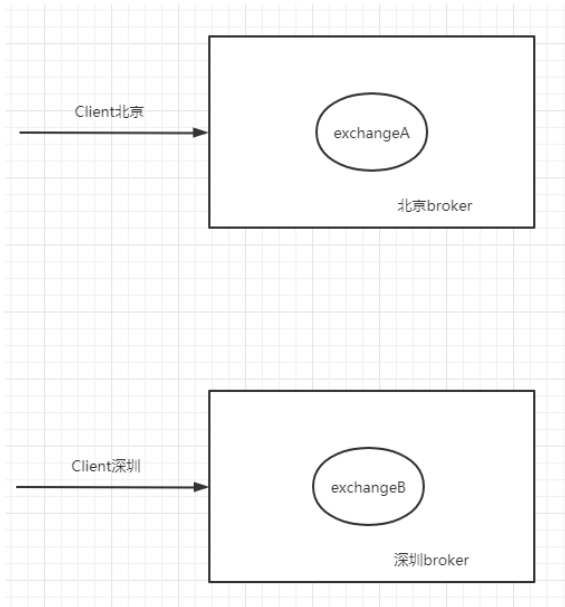 Client北京
exchangeA
北京broker
Client深圳
exchangeB
深圳broker